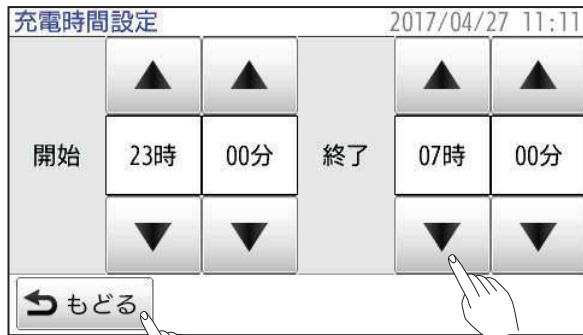 充電時間設定 2017/04/27 11:11
開始 23時 00分 終了 07時 00分
もどる